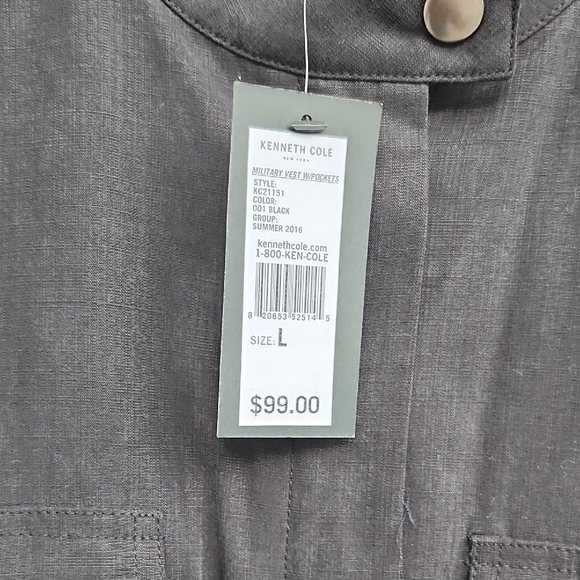 KENNETH COLE
NEW YORK
MILITARY VEST W/POCKETS
STYLE:
KC21151
COLOR:
001 BLACK
GROUP:
SUMMER 2016
kennethcole.com
1-800-KEN-COLE
8 20653 52514 5
SIZE: L
$99.00